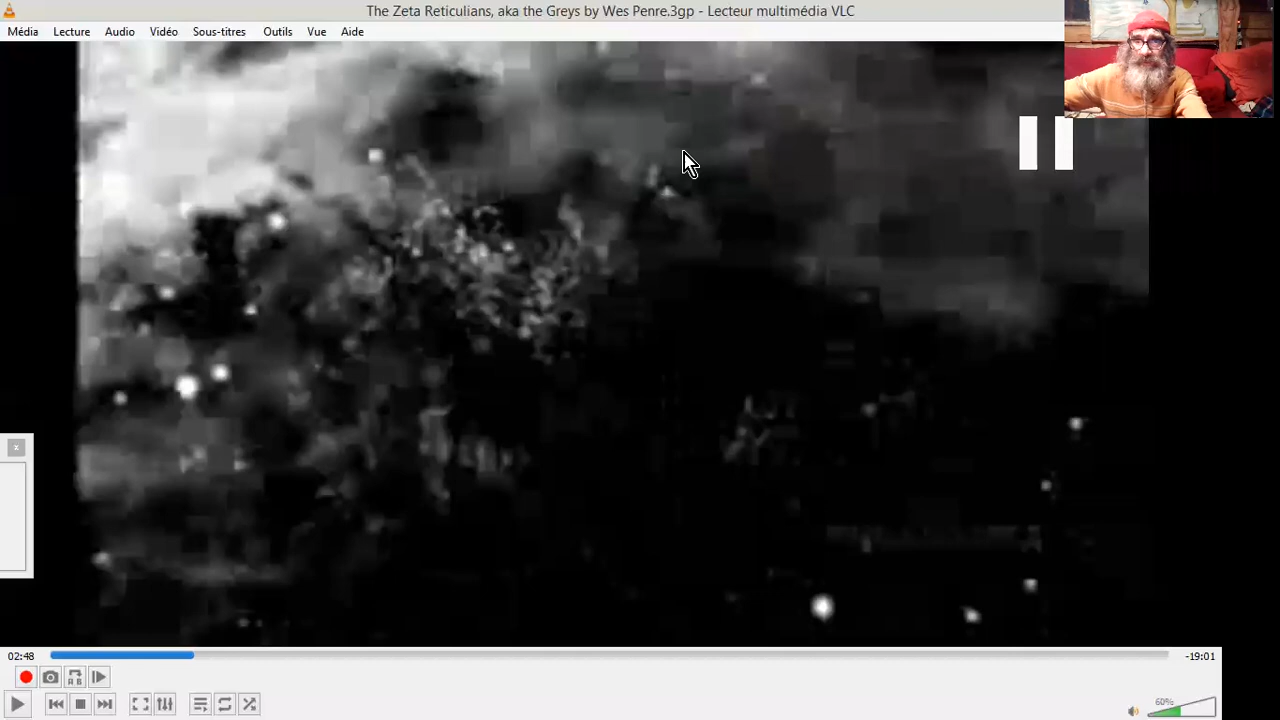 The Zeta Reticulians, aka the Greys by Wes Penre.3gp - Lecteur multimédia VLC
Média Lecture Audio Vidéo Sous-titres Outils Vue Aide
x
02:48 -19:01
A B
60%